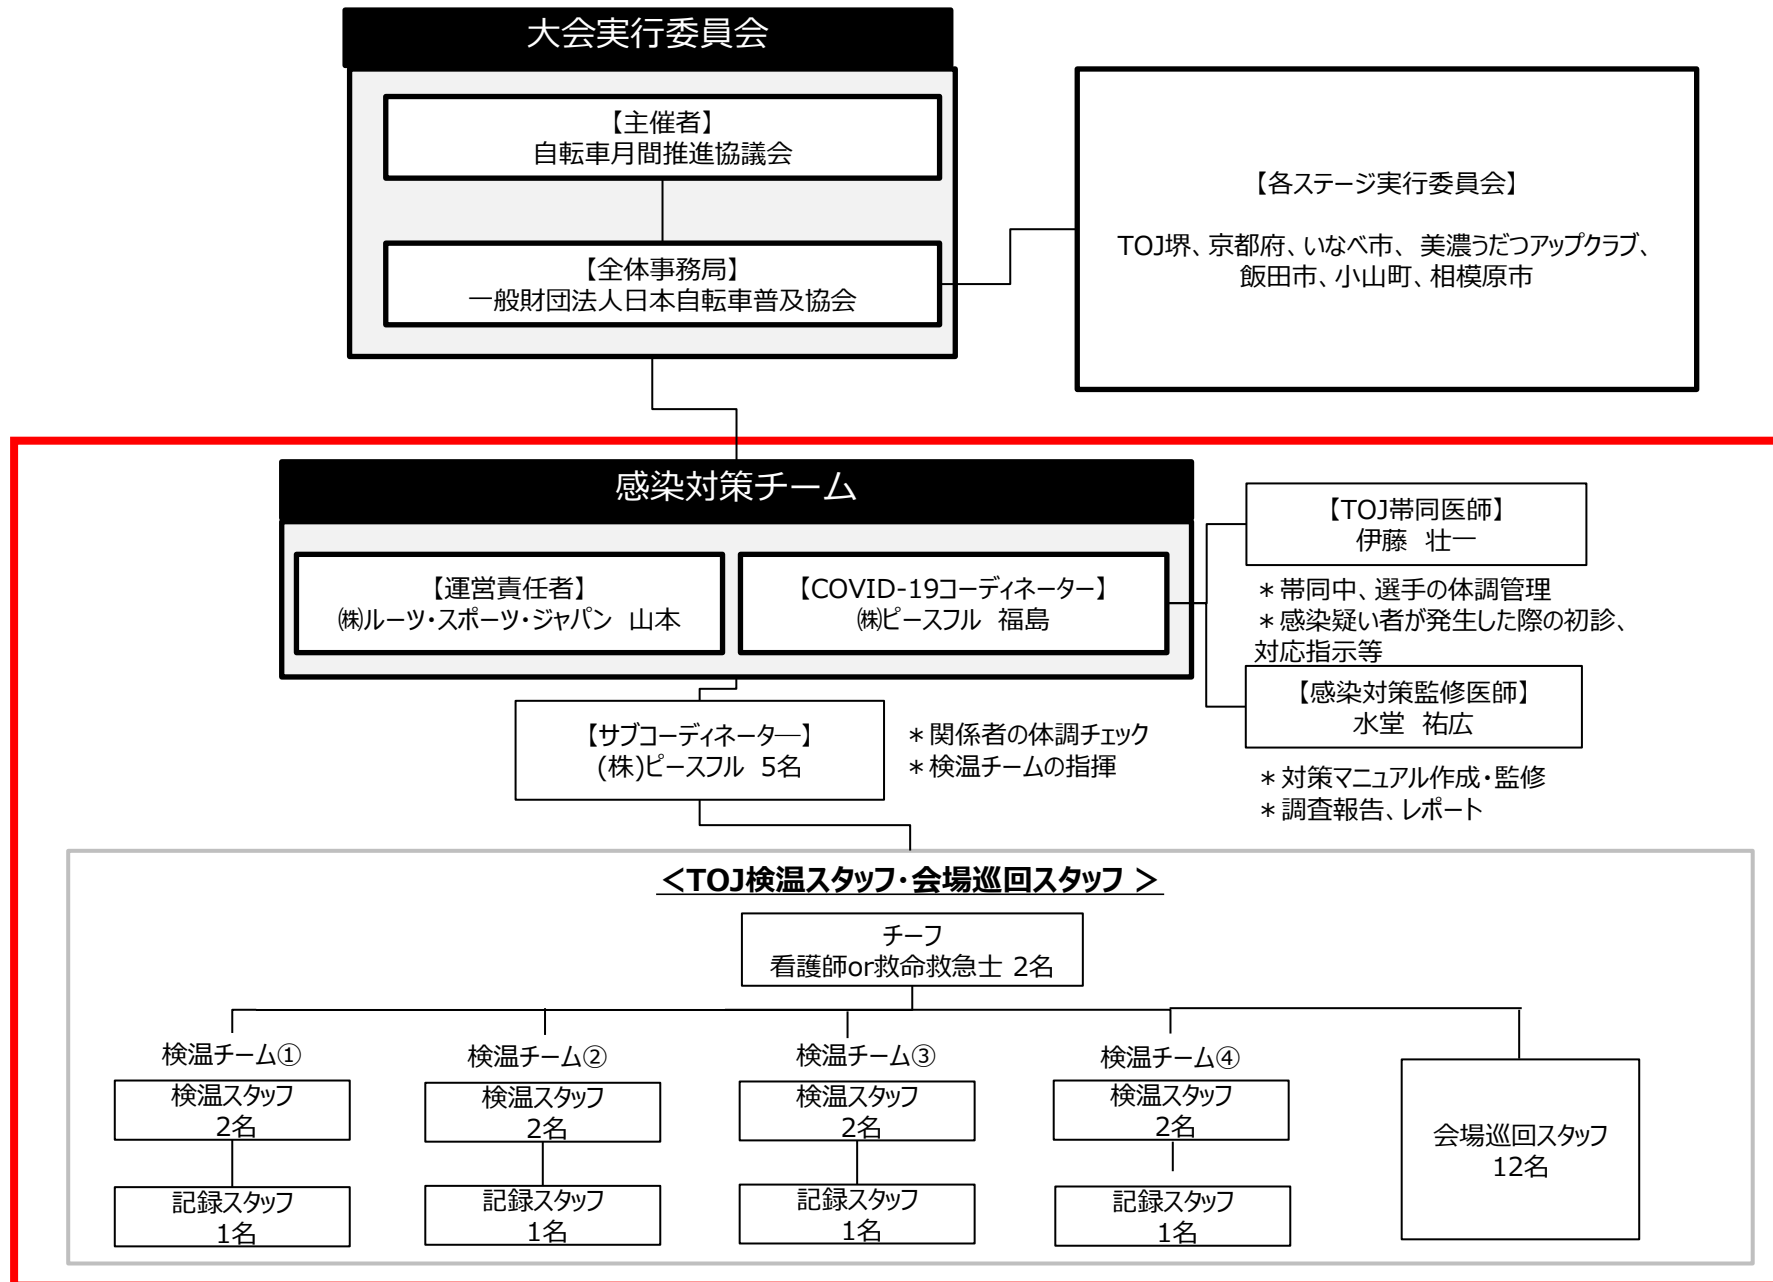 大会実行委員会
【主催者】
自転車月間推進協議会
【全体事務局】
一般財団法人日本自転車普及協会
【各ステージ実行委員会】
TOJ堺、京都府、いなべ市、 美濃うだつアップクラブ、
飯田市、小山町、相模原市
感染対策チーム
【運営責任者】
㈱ルーツ・スポーツ・ジャパン 山本
【COVID-19コーディネーター】
㈱ピースフル 福島
【TOJ帯同医師】
伊藤 壮一
＊帯同中、選手の体調管理
＊感染疑い者が発生した際の初診、
対応指示等
【感染対策監修医師】
水堂 祐広
＊対策マニュアル作成・監修
＊調査報告、レポート
【サブコーディネーター】
(株)ピースフル 5名
＊関係者の体調チェック
＊検温チームの指揮
＜TOJ検温スタッフ・会場巡回スタッフ ＞
チーフ
看護師or救命救急士 2名
検温チーム①
検温スタッフ
2名
記録スタッフ
1名
検温チーム②
検温スタッフ
2名
記録スタッフ
1名
検温チーム③
検温スタッフ
2名
記録スタッフ
1名
検温チーム④
検温スタッフ
2名
記録スタッフ
1名
会場巡回スタッフ
12名